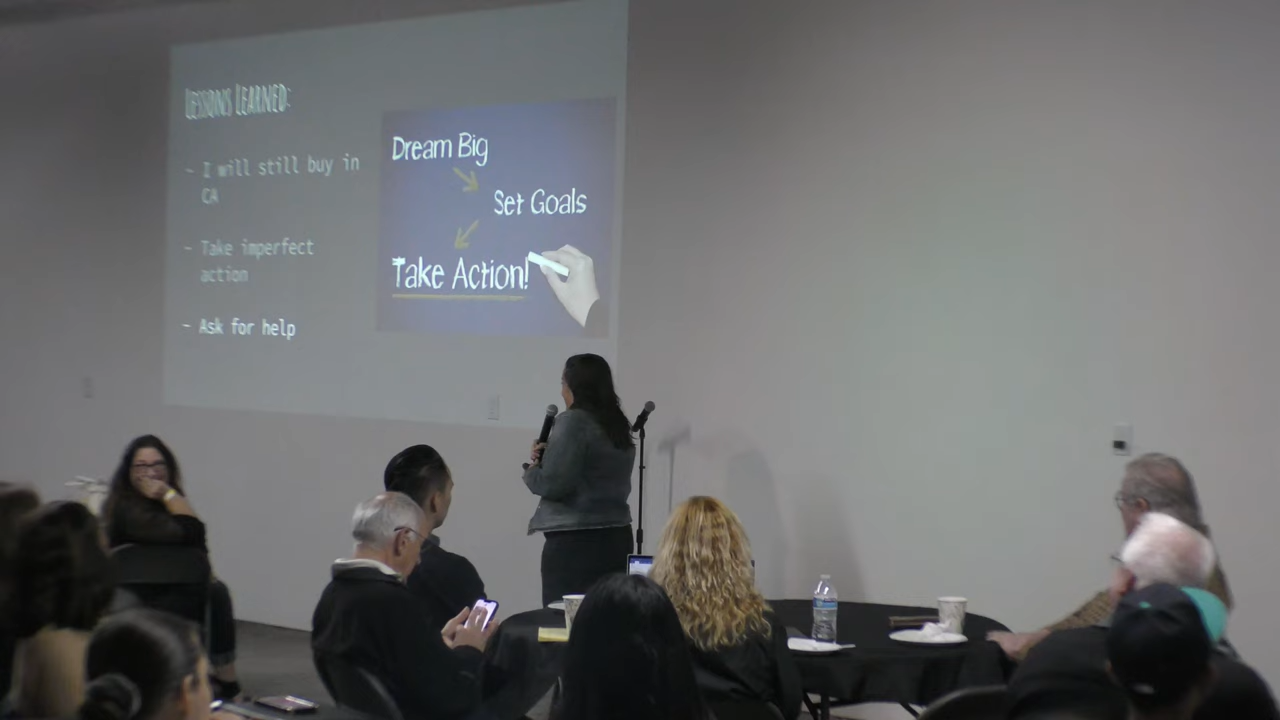 LESSONS LEARNED:
- I will still buy in
CA
- Take imperfect
action
- Ask for help
Dream Big
Set Goals
Take Action!